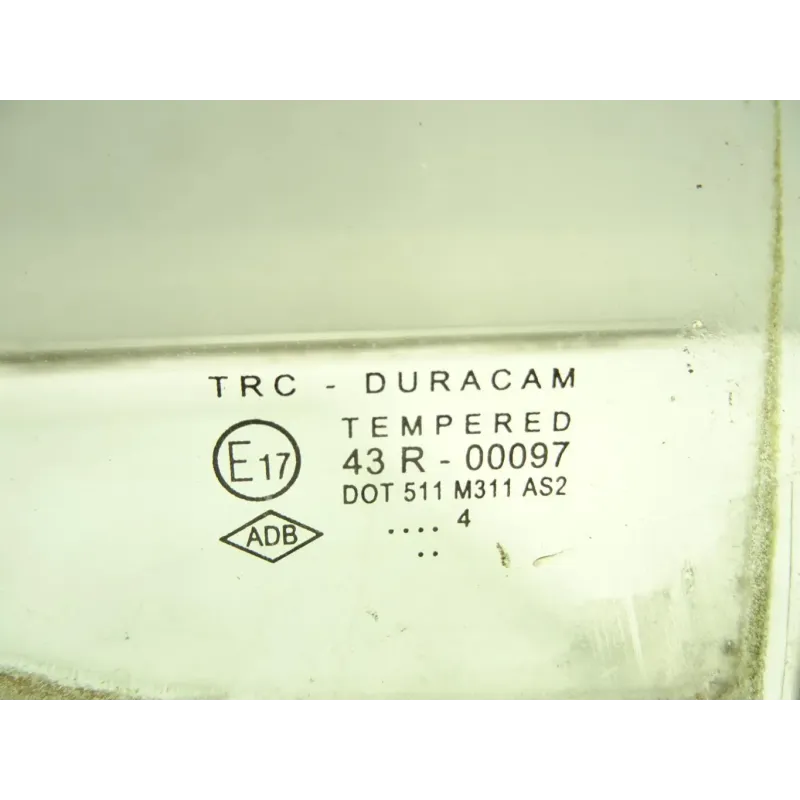 TRC - DURACAM
TEMPERED
E17
43 R - 00097
DOT 511 M311 AS2
ADB
.... 4
..